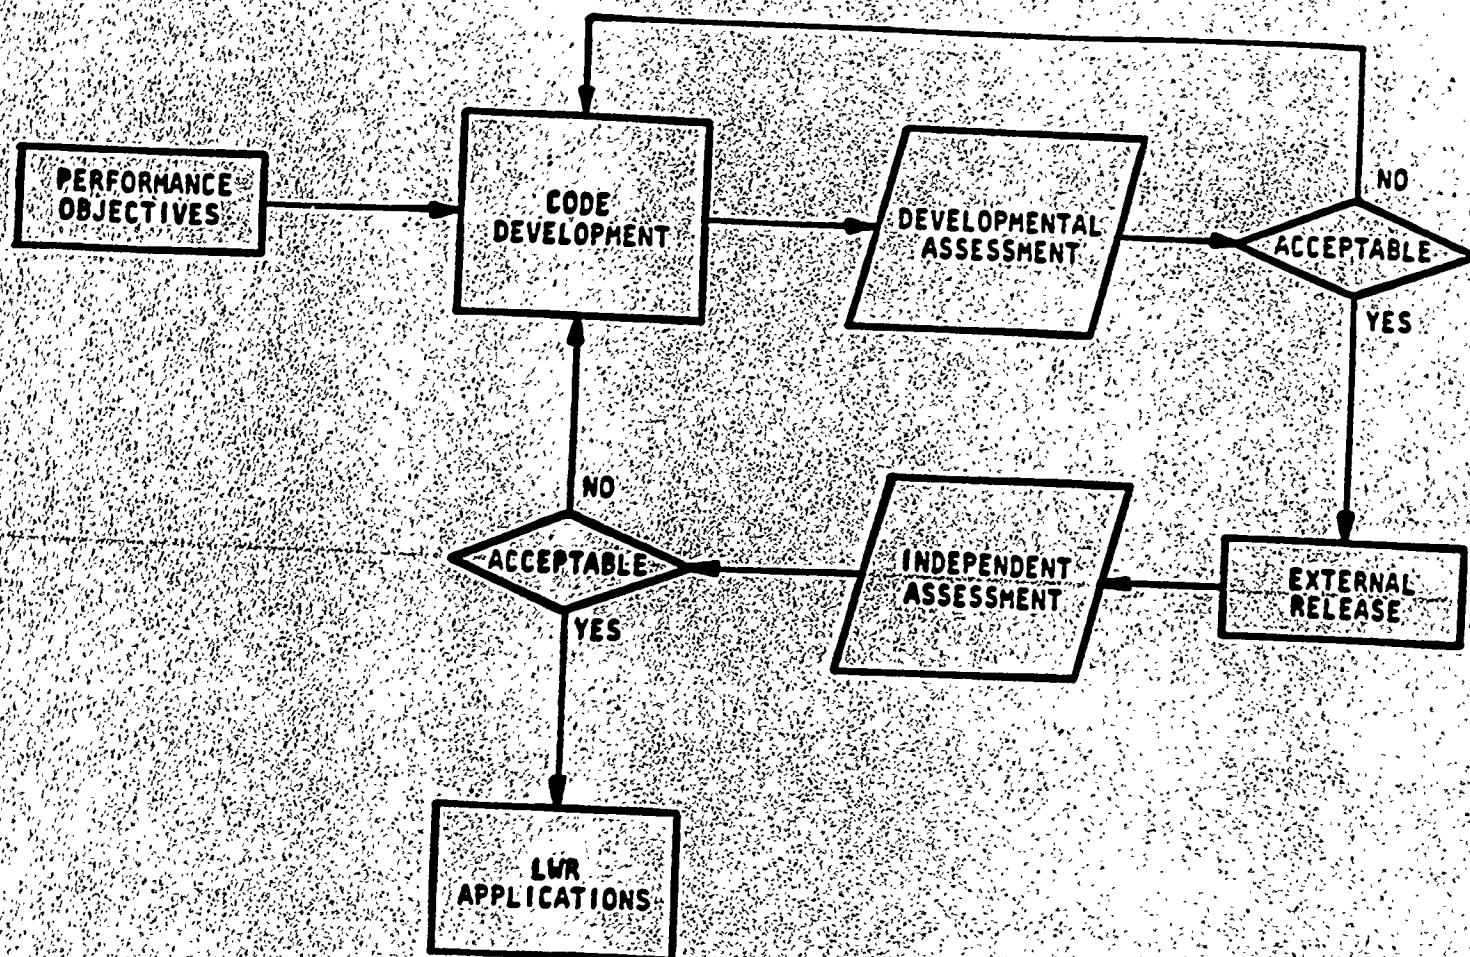 PERFORMANCE
OBJECTIVES
CODE
DEVELOPMENT
DEVELOPMENTAL
ASSESSMENT
NO
ACCEPTABLE
YES
EXTERNAL
RELEASE
INDEPENDENT
ASSESSMENT
NO
ACCEPTABLE
YES
LWR
APPLICATIONS